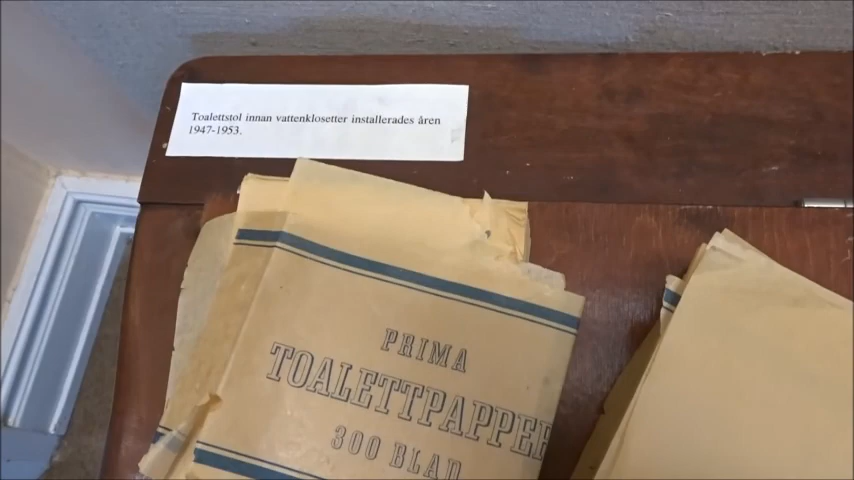 Toalettstol innan vattenklosetter installerades åren
1947-1953.
PRIMA
TOALETTPAPPER
300 BLAD